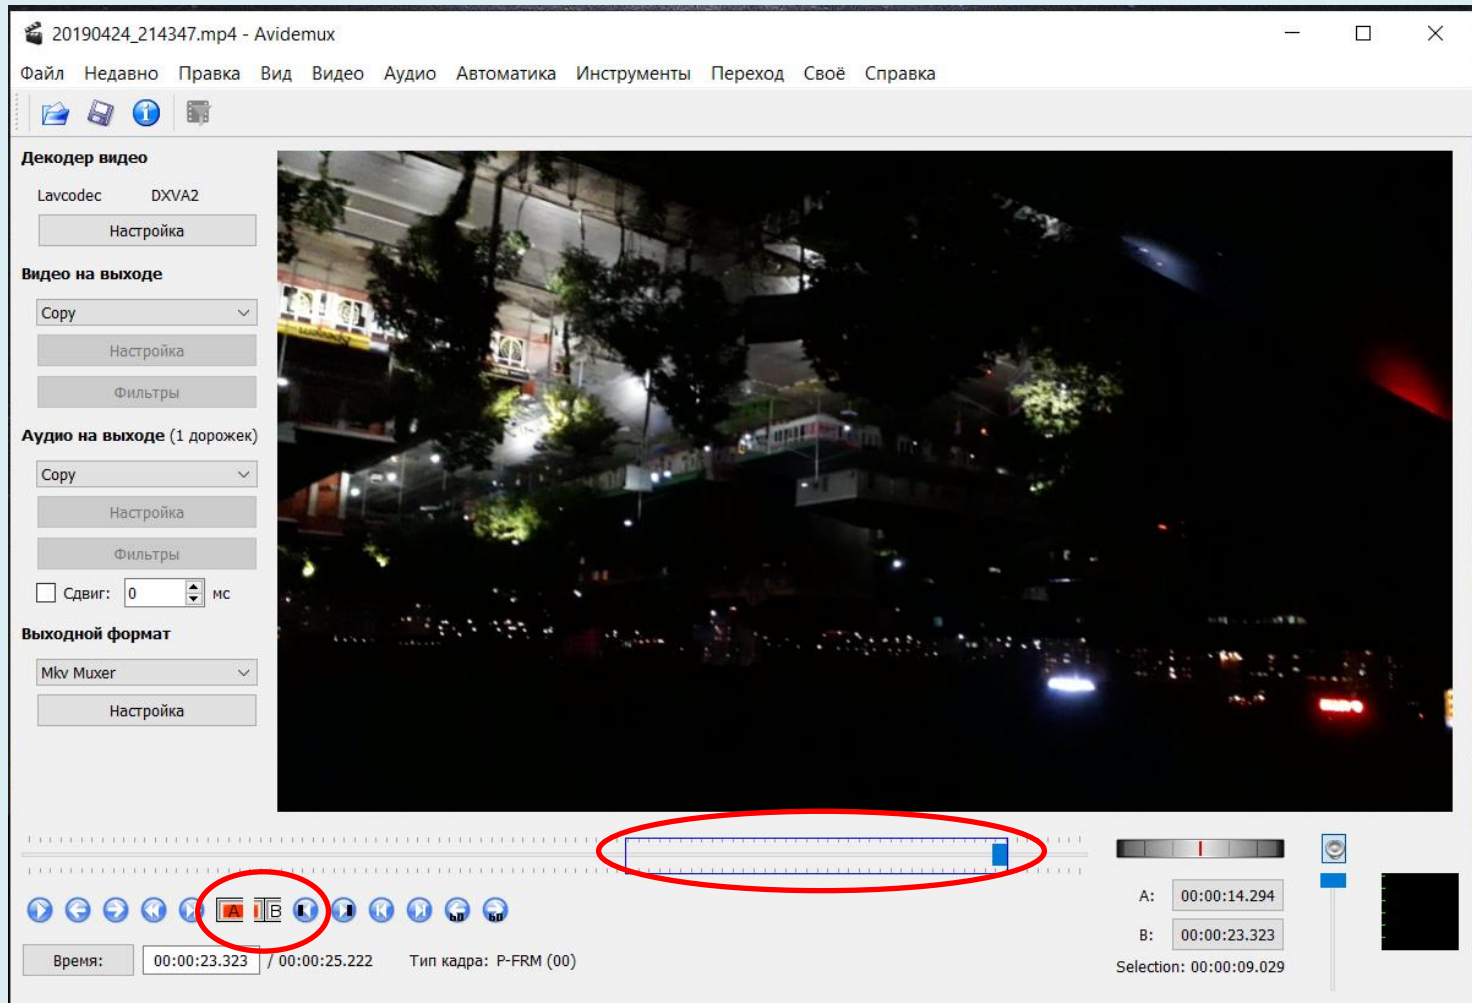 20190424_214347.mp4 - Avidemux
Файл Недавно Правка Вид Видео Аудио Автоматика Инструменты Переход Своё Справка
Декодер видео
Lavcodec DXVA2
Настройка
Видео на выходе
Copy
Настройка
Фильтры
Аудио на выходе (1 дорожек)
Copy
Настройка
Фильтры
Сдвиг: 0 мс
Выходной формат
Mkv Muxer
Настройка
A B
60 60
A: 00:00:14.294
B: 00:00:23.323
Selection: 00:00:09.029
Время: 00:00:23.323 / 00:00:25.222 Тип кадра: P-FRM (00)